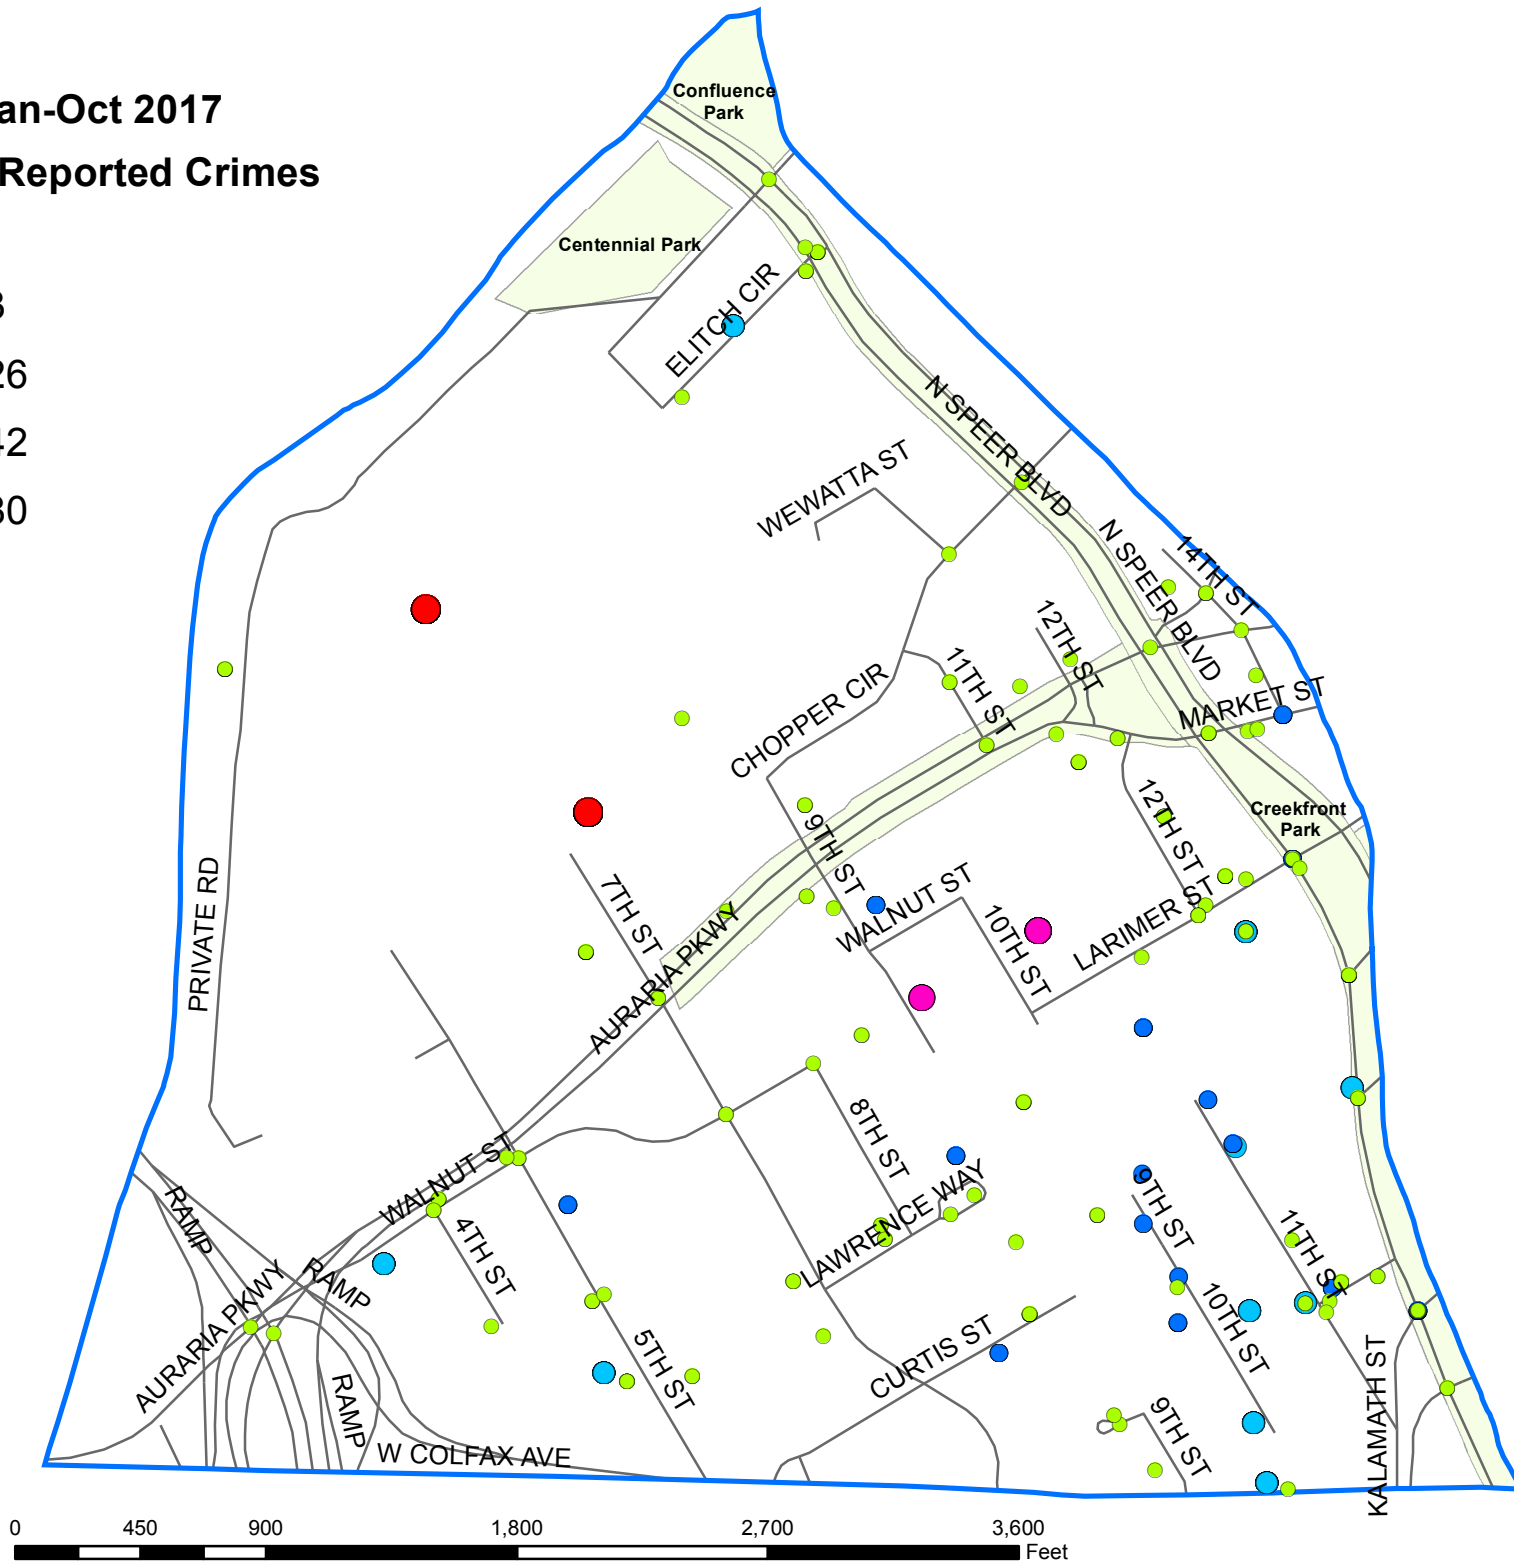 an-Oct 2017
Reported Crimes
26
42
Confluence
Park
Centennial Park
ELITCH CIR
N SPEER BLVD
WEWATTA ST
N SPEER BLVD
14TH ST
12TH ST
11TH ST
CHOPPER CIR
MARKET ST
Creekfront
Park
12TH ST
9TH ST
7TH ST
WALNUT ST
10TH ST
LARIMER ST
PRIVATE RD
AURARIA PKWY
8TH ST
LAWRENCE WAY
WALNUT ST
RAMP
4TH ST
RAMP
AURARIA PKWY
RAMP
5TH ST
CURTIS ST
9TH ST
11TH ST
10TH ST
9TH ST
KALAMATH ST
W COLFAX AVE
0 450 900 1,800 2,700 3,600
Feet